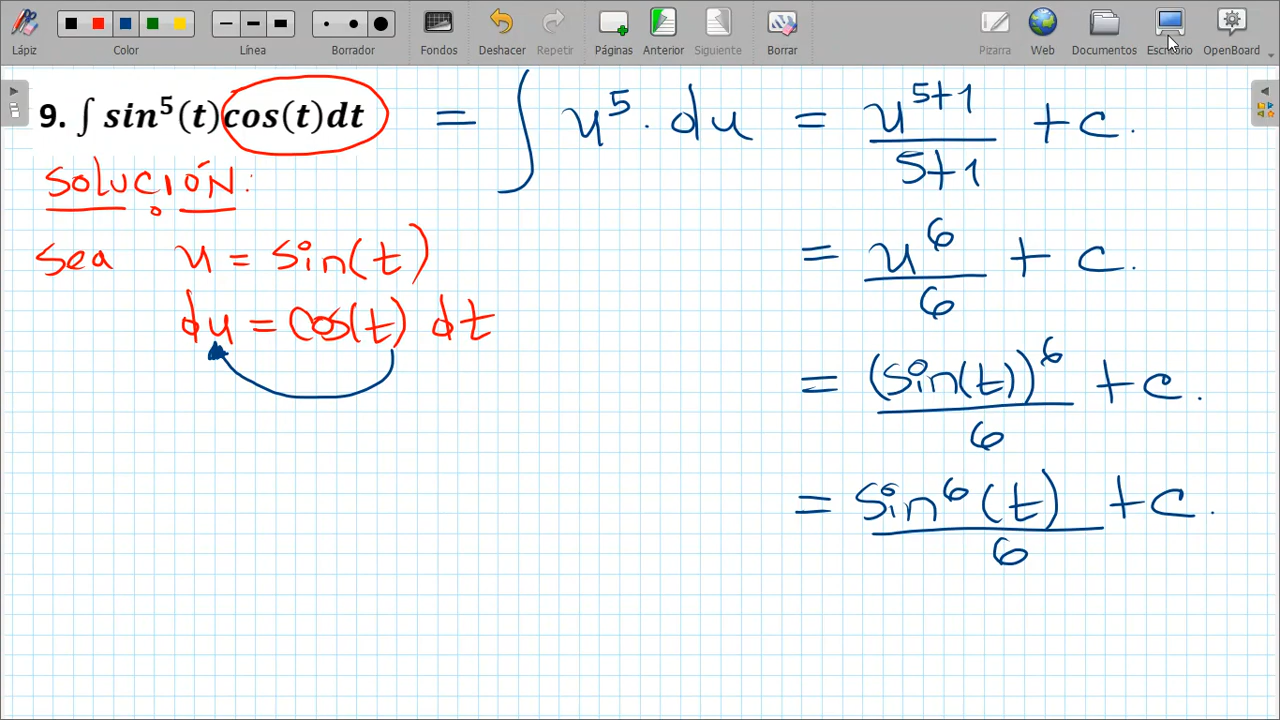 Lápiz Color Línea Borrador Fondos Deshacer Repetir Páginas Anterior Siguiente Borrar Pizarra Web Documentos Escritorio OpenBoard
9. ∫ sin⁵(t)cos(t)dt = ∫ u⁵ . du = u⁵⁺¹/5+1 + c.
SOLUCIÓN:
sea u = sin(t)
= u⁶/6 + c.
du = cos(t) dt
= (sin(t))⁶/6 + c.
= sin⁶(t)/6 + c.